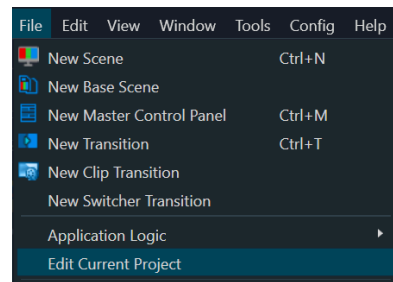 File Edit View Window Tools Config Help
New Scene Ctrl+N
New Base Scene
New Master Control Panel Ctrl+M
New Transition Ctrl+T
New Clip Transition
New Switcher Transition
Application Logic
Edit Current Project